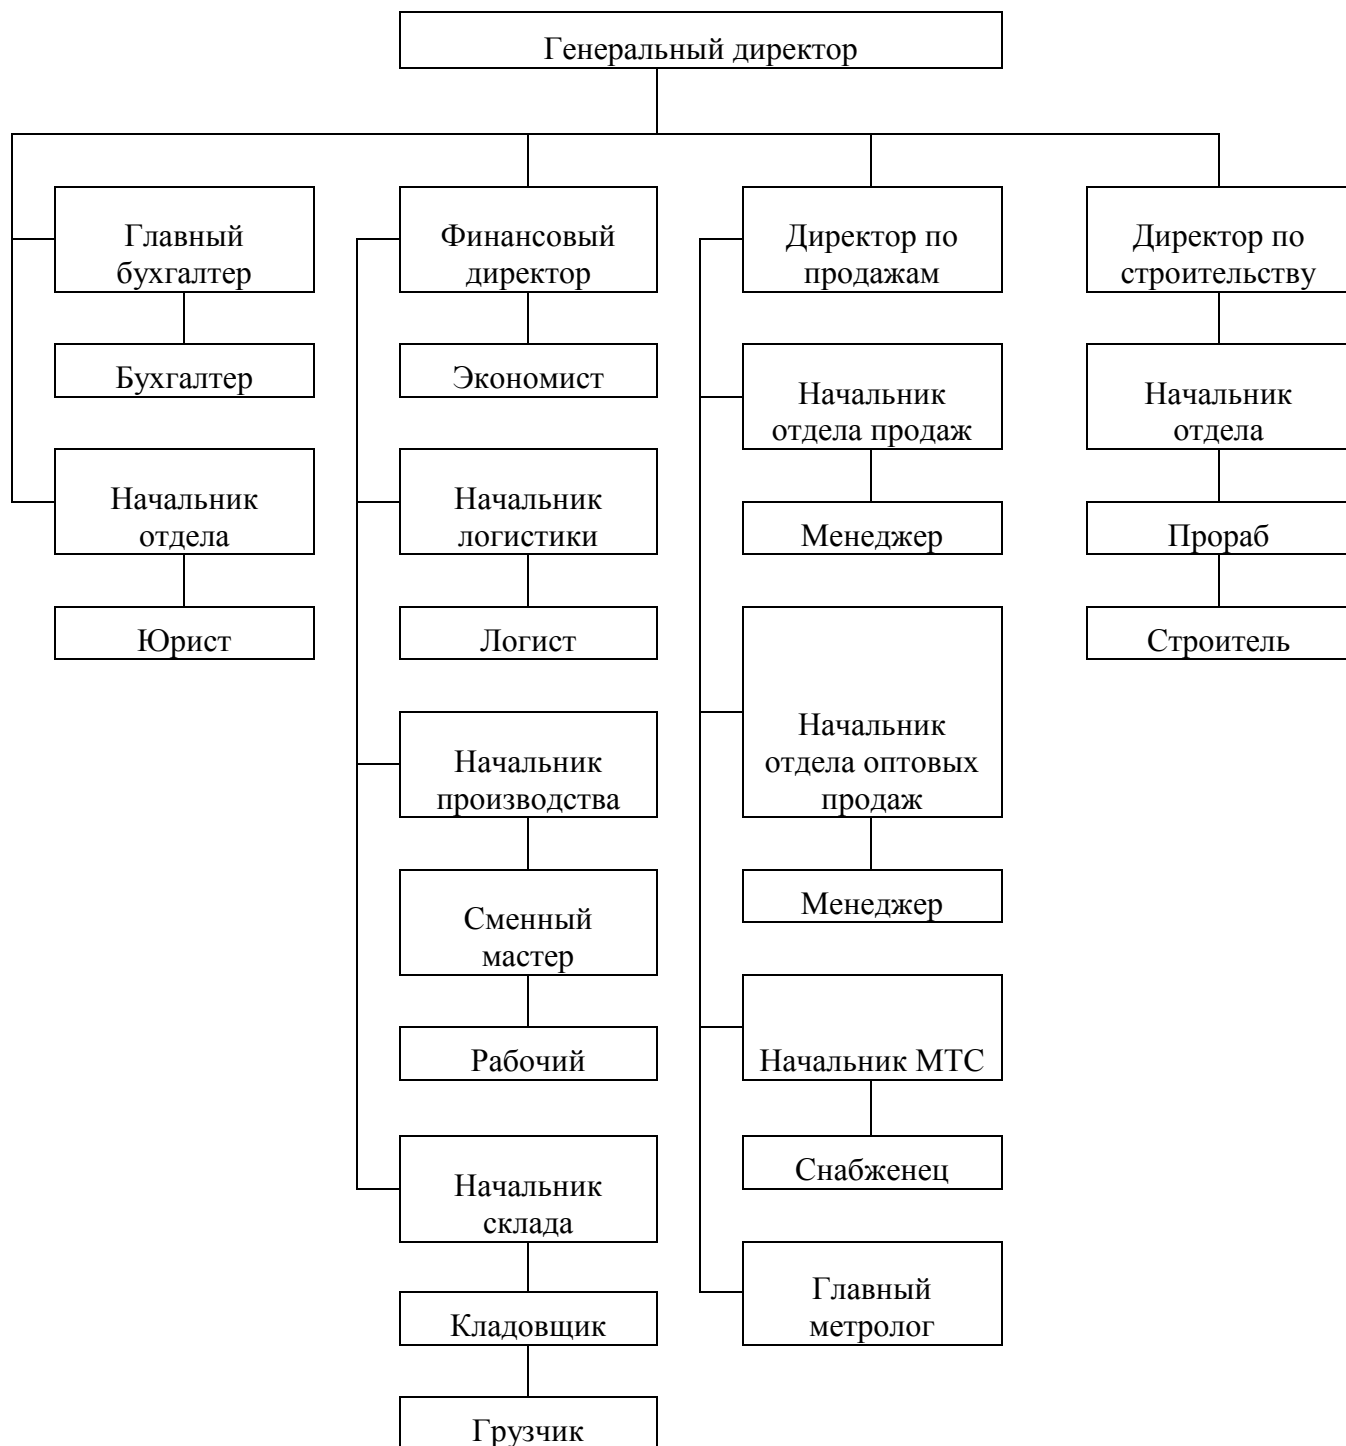 Генеральный директор
Главный
бухгалтер
Бухгалтер
Начальник
отдела
Юрист
Финансовый
директор
Экономист
Начальник
логистики
Логист
Начальник
производства
Сменный
мастер
Рабочий
Начальник
склада
Кладовщик
Грузчик
Директор по
продажам
Начальник
отдела продаж
Менеджер
Начальник
отдела оптовых
продаж
Менеджер
Начальник МТС
Снабженец
Главный
метролог
Директор по
строительству
Начальник
отдела
Прораб
Строитель